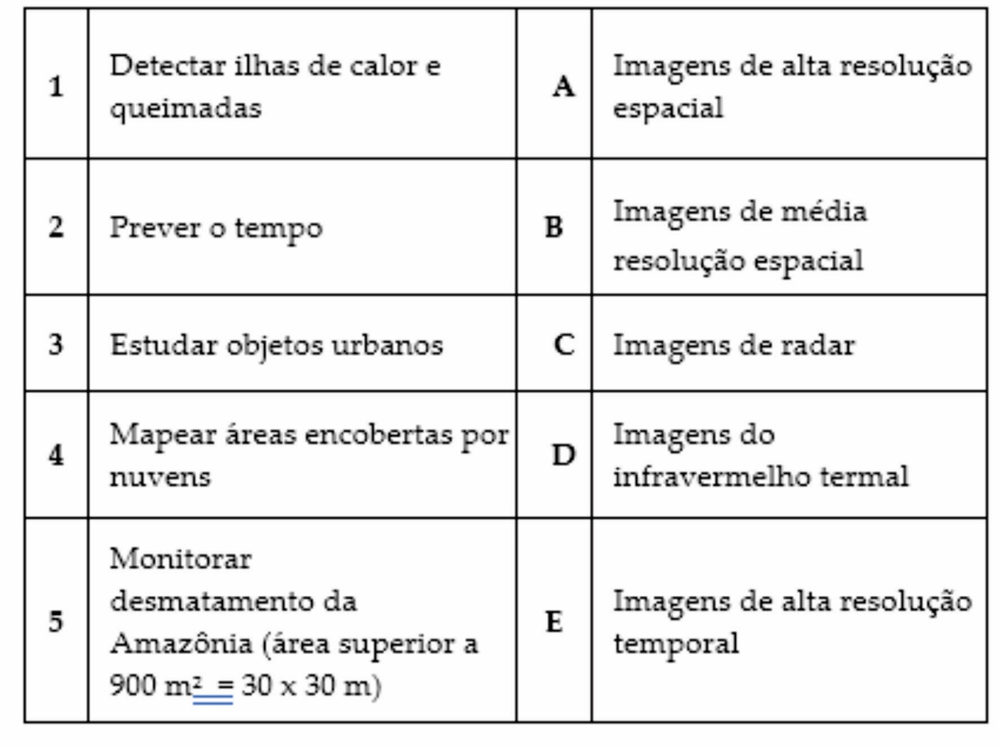 1
Detectar ilhas de calor e
queimadas
A
Imagens de alta resolução
espacial
2
Prever o tempo
B
Imagens de média
resolução espacial
3
Estudar objetos urbanos
C
Imagens de radar
4
Mapear áreas encobertas por
nuvens
D
Imagens do
infravermelho termal
5
Monitorar
desmatamento da
Amazônia (área superior a
900 m² = 30 x 30 m)
E
Imagens de alta resolução
temporal